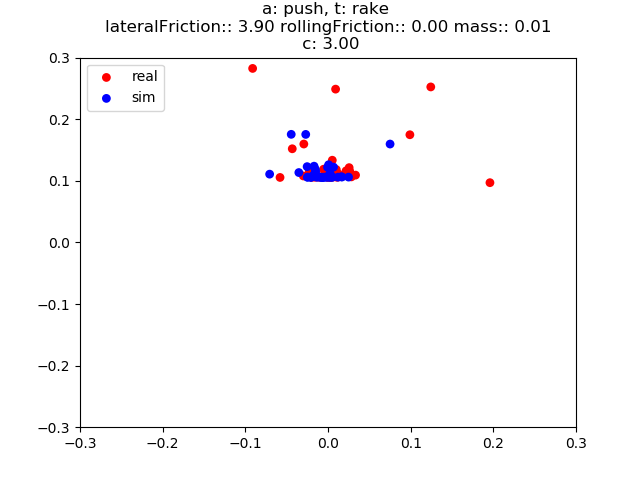 a: push, t: rake
lateralFriction:: 3.90 rollingFriction:: 0.00 mass:: 0.01
c: 3.00
real
sim
0.3
0.2
0.1
0.0
−0.1
−0.2
−0.3
−0.3
−0.2
−0.1
0.0
0.1
0.2
0.3